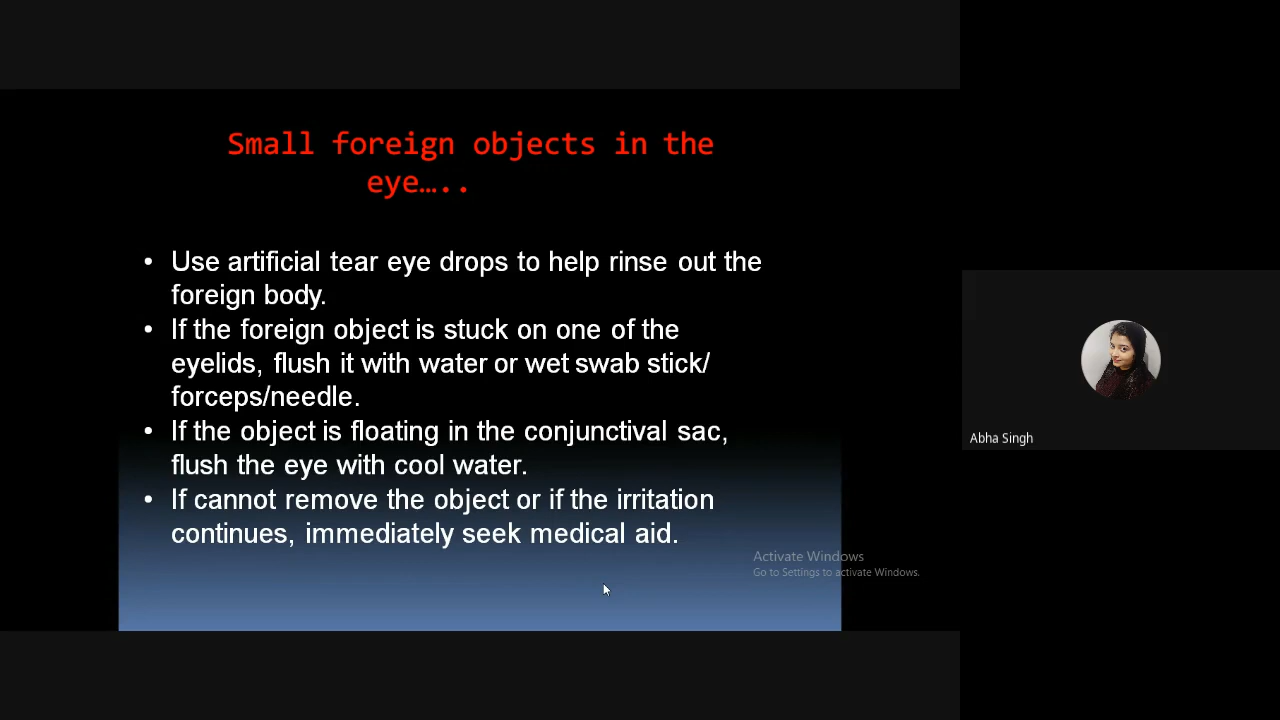 Small foreign objects in the
eye…..
• Use artificial tear eye drops to help rinse out the
foreign body.
• If the foreign object is stuck on one of the
eyelids, flush it with water or wet swab stick/
forceps/needle.
• If the object is floating in the conjunctival sac,
flush the eye with cool water.
• If cannot remove the object or if the irritation
continues, immediately seek medical aid.
Activate Windows
Go to Settings to activate Windows.
Abha Singh